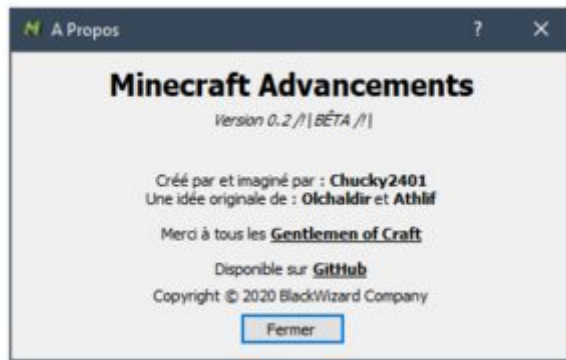 A Propos
Minecraft Advancements
Version 0.2 /!\ BÊTA /!\
Créé par et imaginé par : Chucky2401
Une idée originale de : Olchaldir et Athlif
Merci à tous les Gentlemen of Craft
Disponible sur GitHub
Copyright © 2020 BlackWizard Company
Fermer